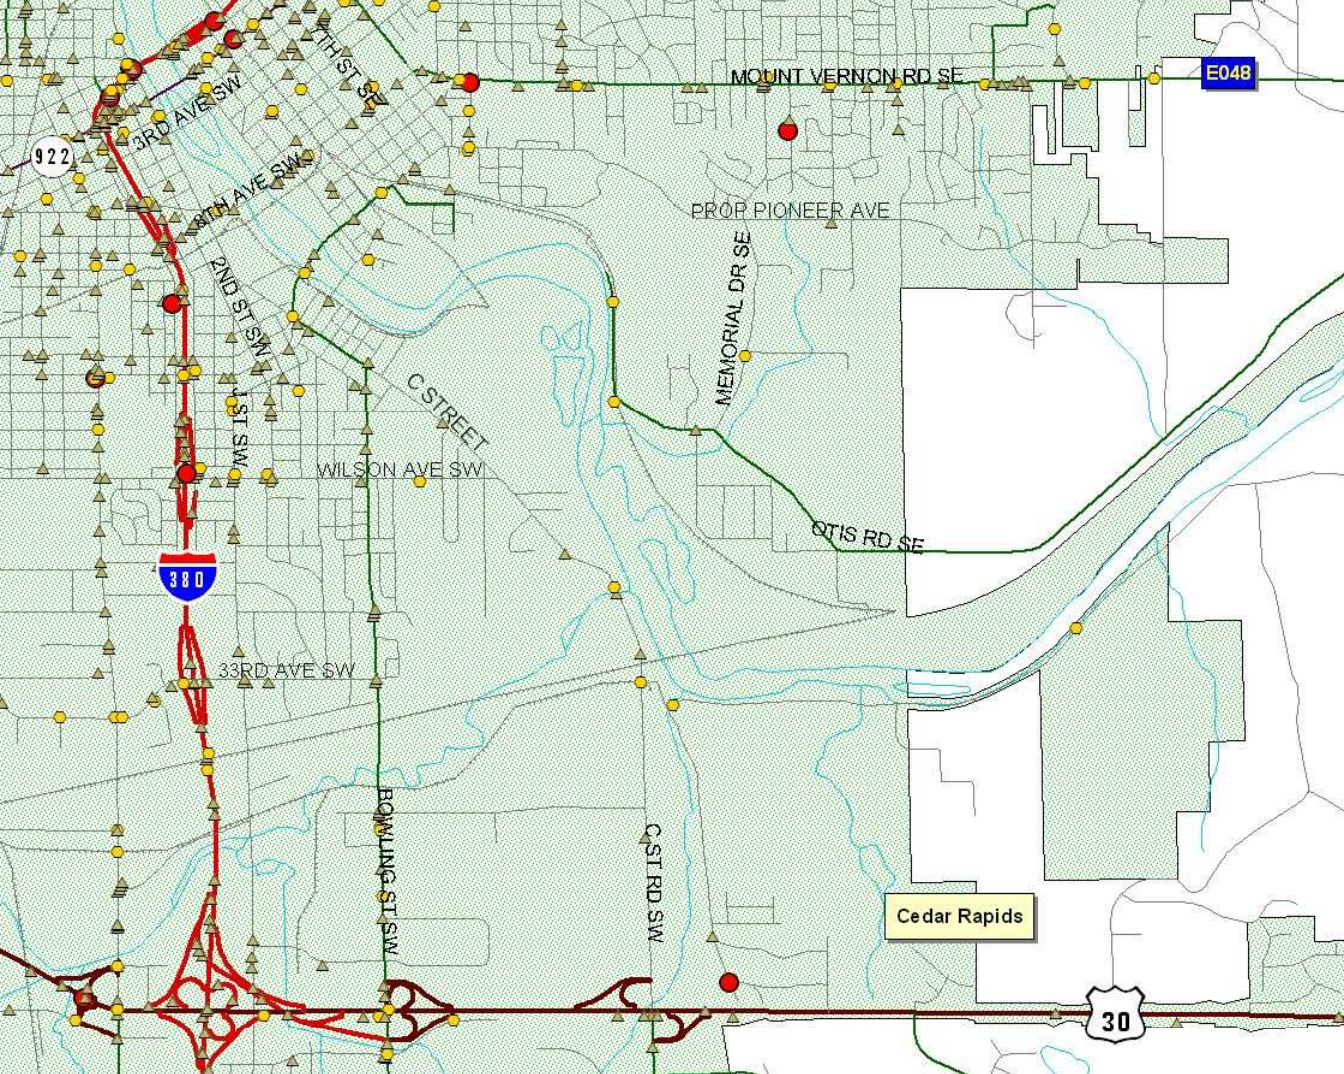 7TH ST SE
MOUNT VERNON RD SE
E048
3RD AVE SW
922
8TH AVE SW
PROP PIONEER AVE
MEMORIAL DR SE
2ND ST SW
C STREET
J ST SW
WILSON AVE SW
OTIS RD SE
380
33RD AVE SW
BOWLING ST SW
C ST RD SW
Cedar Rapids
30